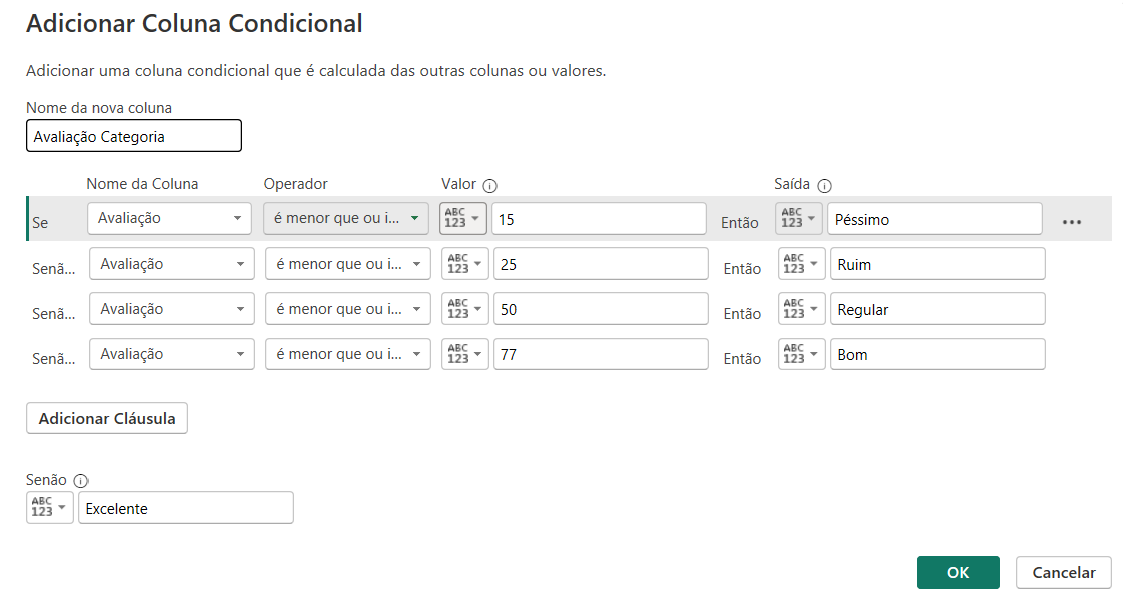 Adicionar Coluna Condicional
Adicionar uma coluna condicional que é calculada das outras colunas ou valores.
Nome da nova coluna
Avaliação Categoria
Nome da Coluna Operador Valor Saída
Se Avaliação é menor que ou i... ABC 123 15 Então ABC 123 Péssimo ...
Senã... Avaliação é menor que ou i... ABC 123 25 Então ABC 123 Ruim
Senã... Avaliação é menor que ou i... ABC 123 50 Então ABC 123 Regular
Senã... Avaliação é menor que ou i... ABC 123 77 Então ABC 123 Bom
Adicionar Cláusula
Senão
ABC 123 Excelente
OK Cancelar